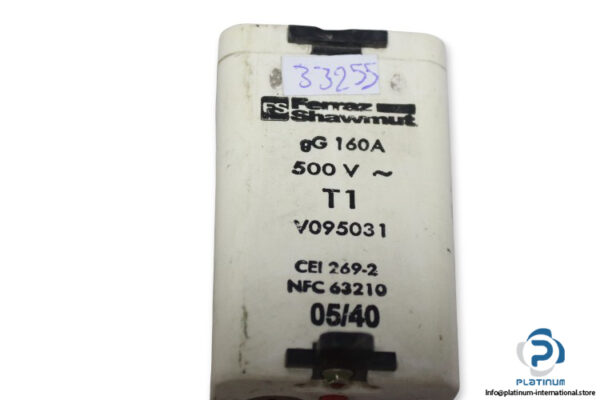 33255
FS Ferraz Shawmut
gG 160A
500 V ~
T1
V095031
CEI 269-2
NFC 63210
05/40
PLATINUM
Info@platinum-international.store